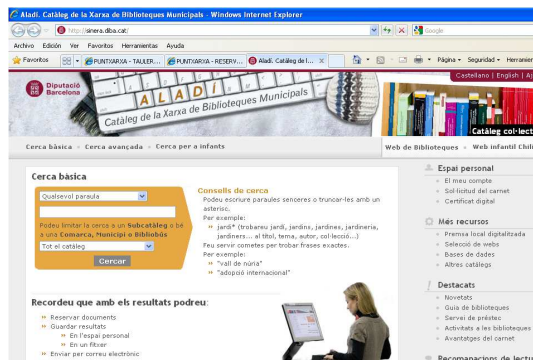 Aladí. Catàleg de la Xarxa de Biblioteques Municipals - Windows Internet Explorer
http://sinera.diba.cat/
Google
Archivo Edición Ver Favoritos Herramientas Ayuda
Favoritos
PUNTXARXA - TAULER...
PUNTXARXA - RESERV...
Aladí. Catàleg de l...
Página Seguridad Herramien
Castellano | English | Aj
Diputació
Barcelona
ALADÍ
Catàleg de la Xarxa de Biblioteques Municipals
Catàleg col·lect
Cerca bàsica Cerca avançada Cerca per a infants
Web de Biblioteques Web infantil Chili
Cerca bàsica
Qualsevol paraula
Podeu limitar la cerca a un Subcatàleg o bé
a una Comarca, Municipi o Bibliobús
Tot el catàleg
Cercar
Consells de cerca
Podeu escriure paraules senceres o truncar-les amb un
asterisc.
Per exemple:
jardí* (trobareu jardí, jardins, jardines, jardineria,
jardiners... al títol, tema, autor, col·lecció...)
Feu servir cometes per trobar frases exactes.
Per exemple:
"vall de núria"
"adopció internacional"
Recordeu que amb els resultats podreu:
Reservar documents
Guardar resultats
En l'espai personal
En un fitxer
Enviar per correu electrònic
Espai personal
El meu compte
Sol·licitud del carnet
Certificat digital
Més recursos
Premsa local digitalitzada
Selecció de webs
Bases de dades
Altres catàlegs
Destacats
Novetats
Guia de biblioteques
Servei de préstec
Activitats a les biblioteques
Avantatges del carnet
Recomanacions de lectu